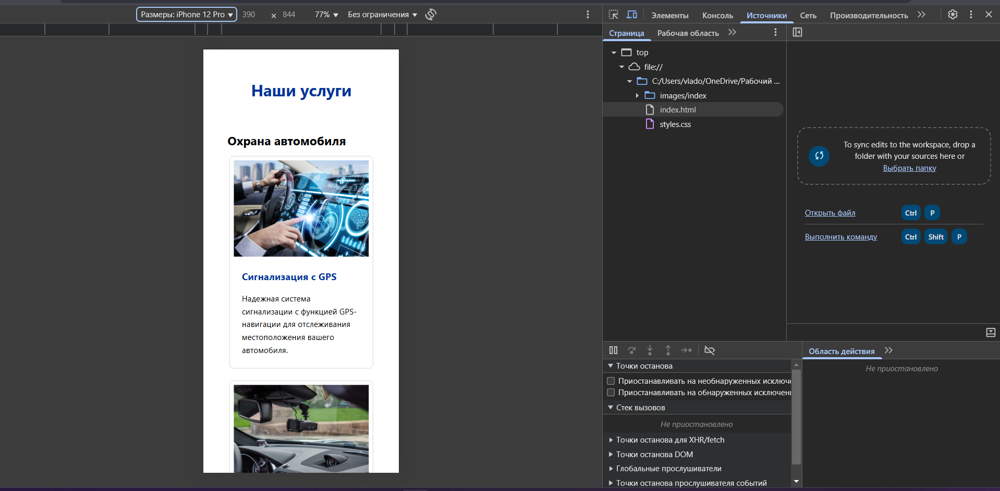 Размеры: iPhone 12 Pro ▼ 390 × 844 77% ▼ Без ограничения ▼
Элементы Консоль Источники Сеть Производительность
Страница Рабочая область
top
file://
C:/Users/vlado/OneDrive/Рабочий ...
images/index
index.html
styles.css
To sync edits to the workspace, drop a
folder with your sources here or
Выбрать папку
Открыть файл Ctrl P
Выполнить команду Ctrl Shift P
Наши услуги
Охрана автомобиля
Сигнализация с GPS
Надежная система
сигнализации с функцией GPS-
навигации для отслеживания
местоположения вашего
автомобиля.
Область действия
Не приостановлено
Точки останова
Приостанавливать на необнаруженных исключе
Приостанавливать на обнаруженных исключени
Стек вызовов
Не приостановлено
Точки останова для XHR/fetch
Точки останова DOM
Глобальные прослушиватели
Точки останова прослушивателя событий